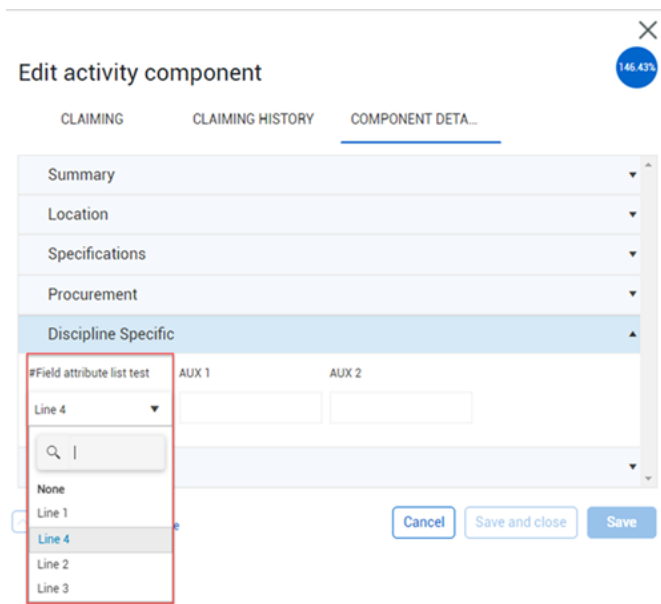 Edit activity component
146.43%
CLAIMING CLAIMING HISTORY COMPONENT DETA...
Summary
Location
Specifications
Procurement
Discipline Specific
#Field attribute list test AUX 1 AUX 2
Line 4
None
Line 1
Line 4
Line 2
Line 3
Cancel Save and close Save